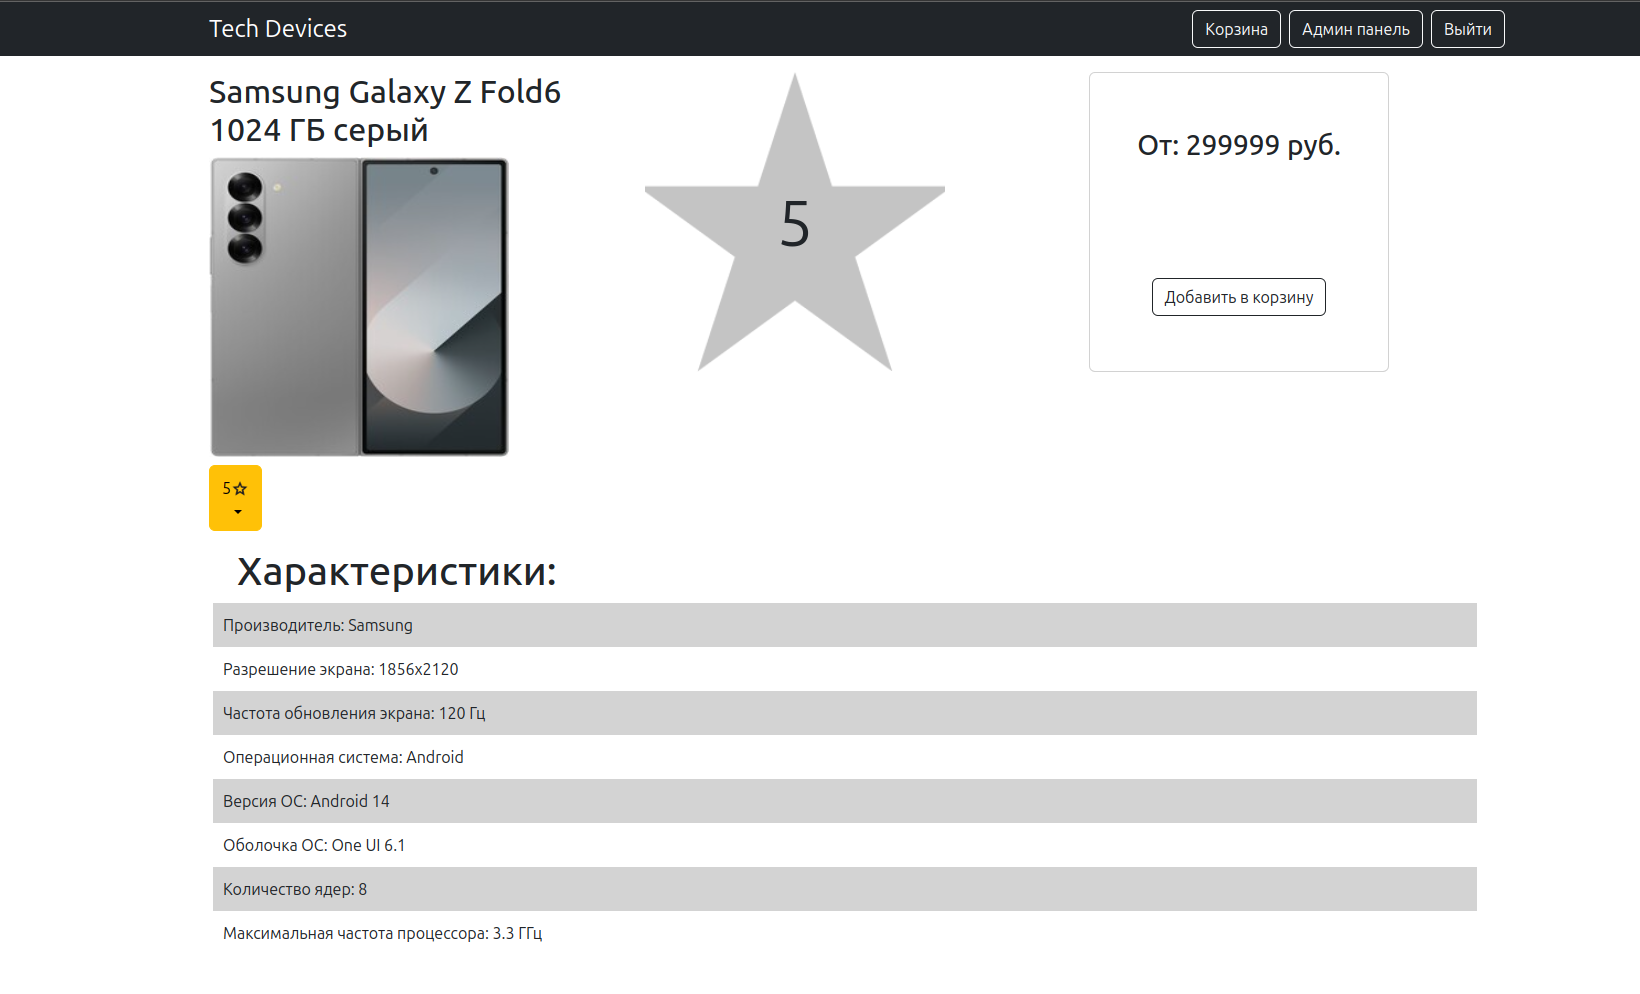 Tech Devices
Корзина
Админ панель
Выйти
Samsung Galaxy Z Fold6
1024 ГБ серый
5
От: 299999 руб.
Добавить в корзину
5
Характеристики:
Производитель: Samsung
Разрешение экрана: 1856x2120
Частота обновления экрана: 120 Гц
Операционная система: Android
Версия ОС: Android 14
Оболочка ОС: One UI 6.1
Количество ядер: 8
Максимальная частота процессора: 3.3 ГГц